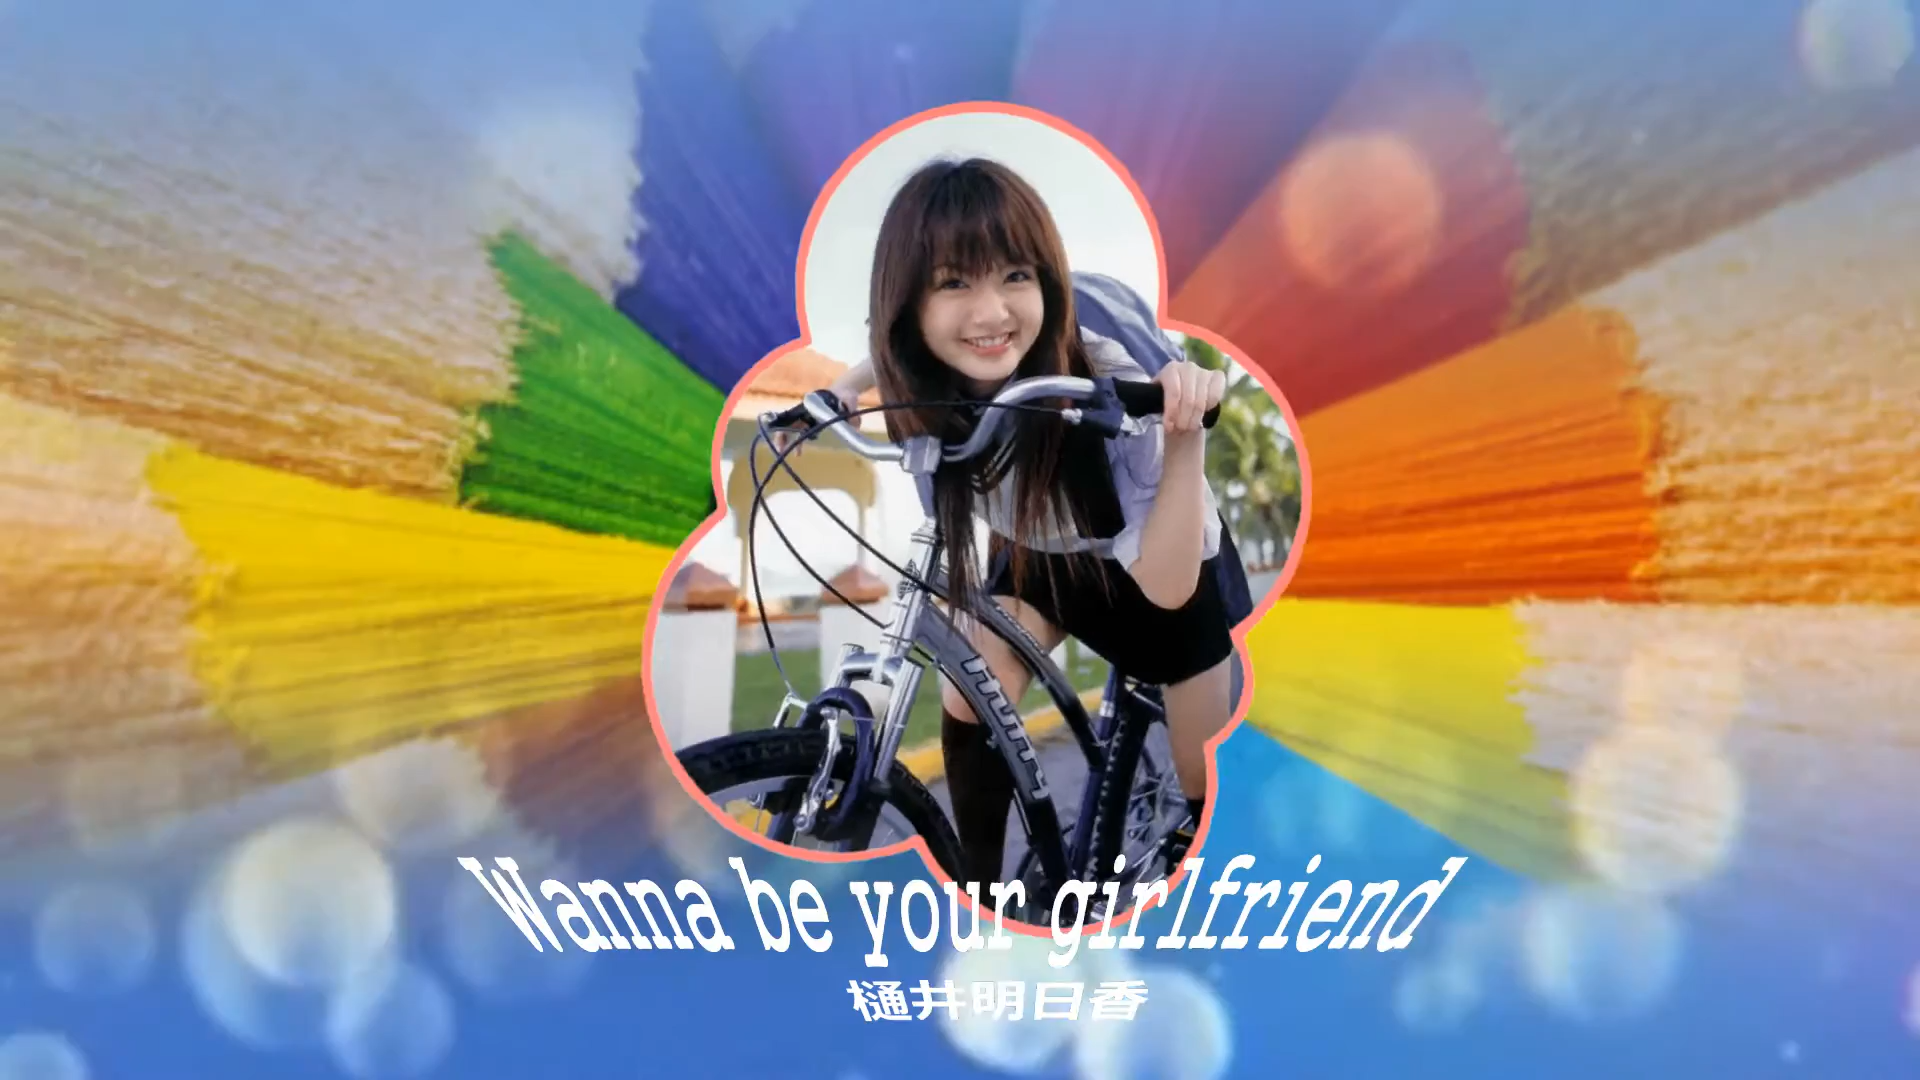 Wanna be your girlfriend
樋井明日香